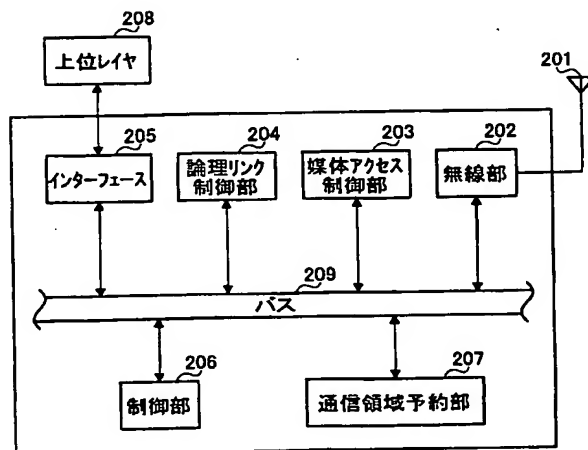 208
上位レイヤ
201
205
インターフェース
204
論理リンク
制御部
203
媒体アクセス
制御部
202
無線部
209
バス
206
制御部
207
通信領域予約部